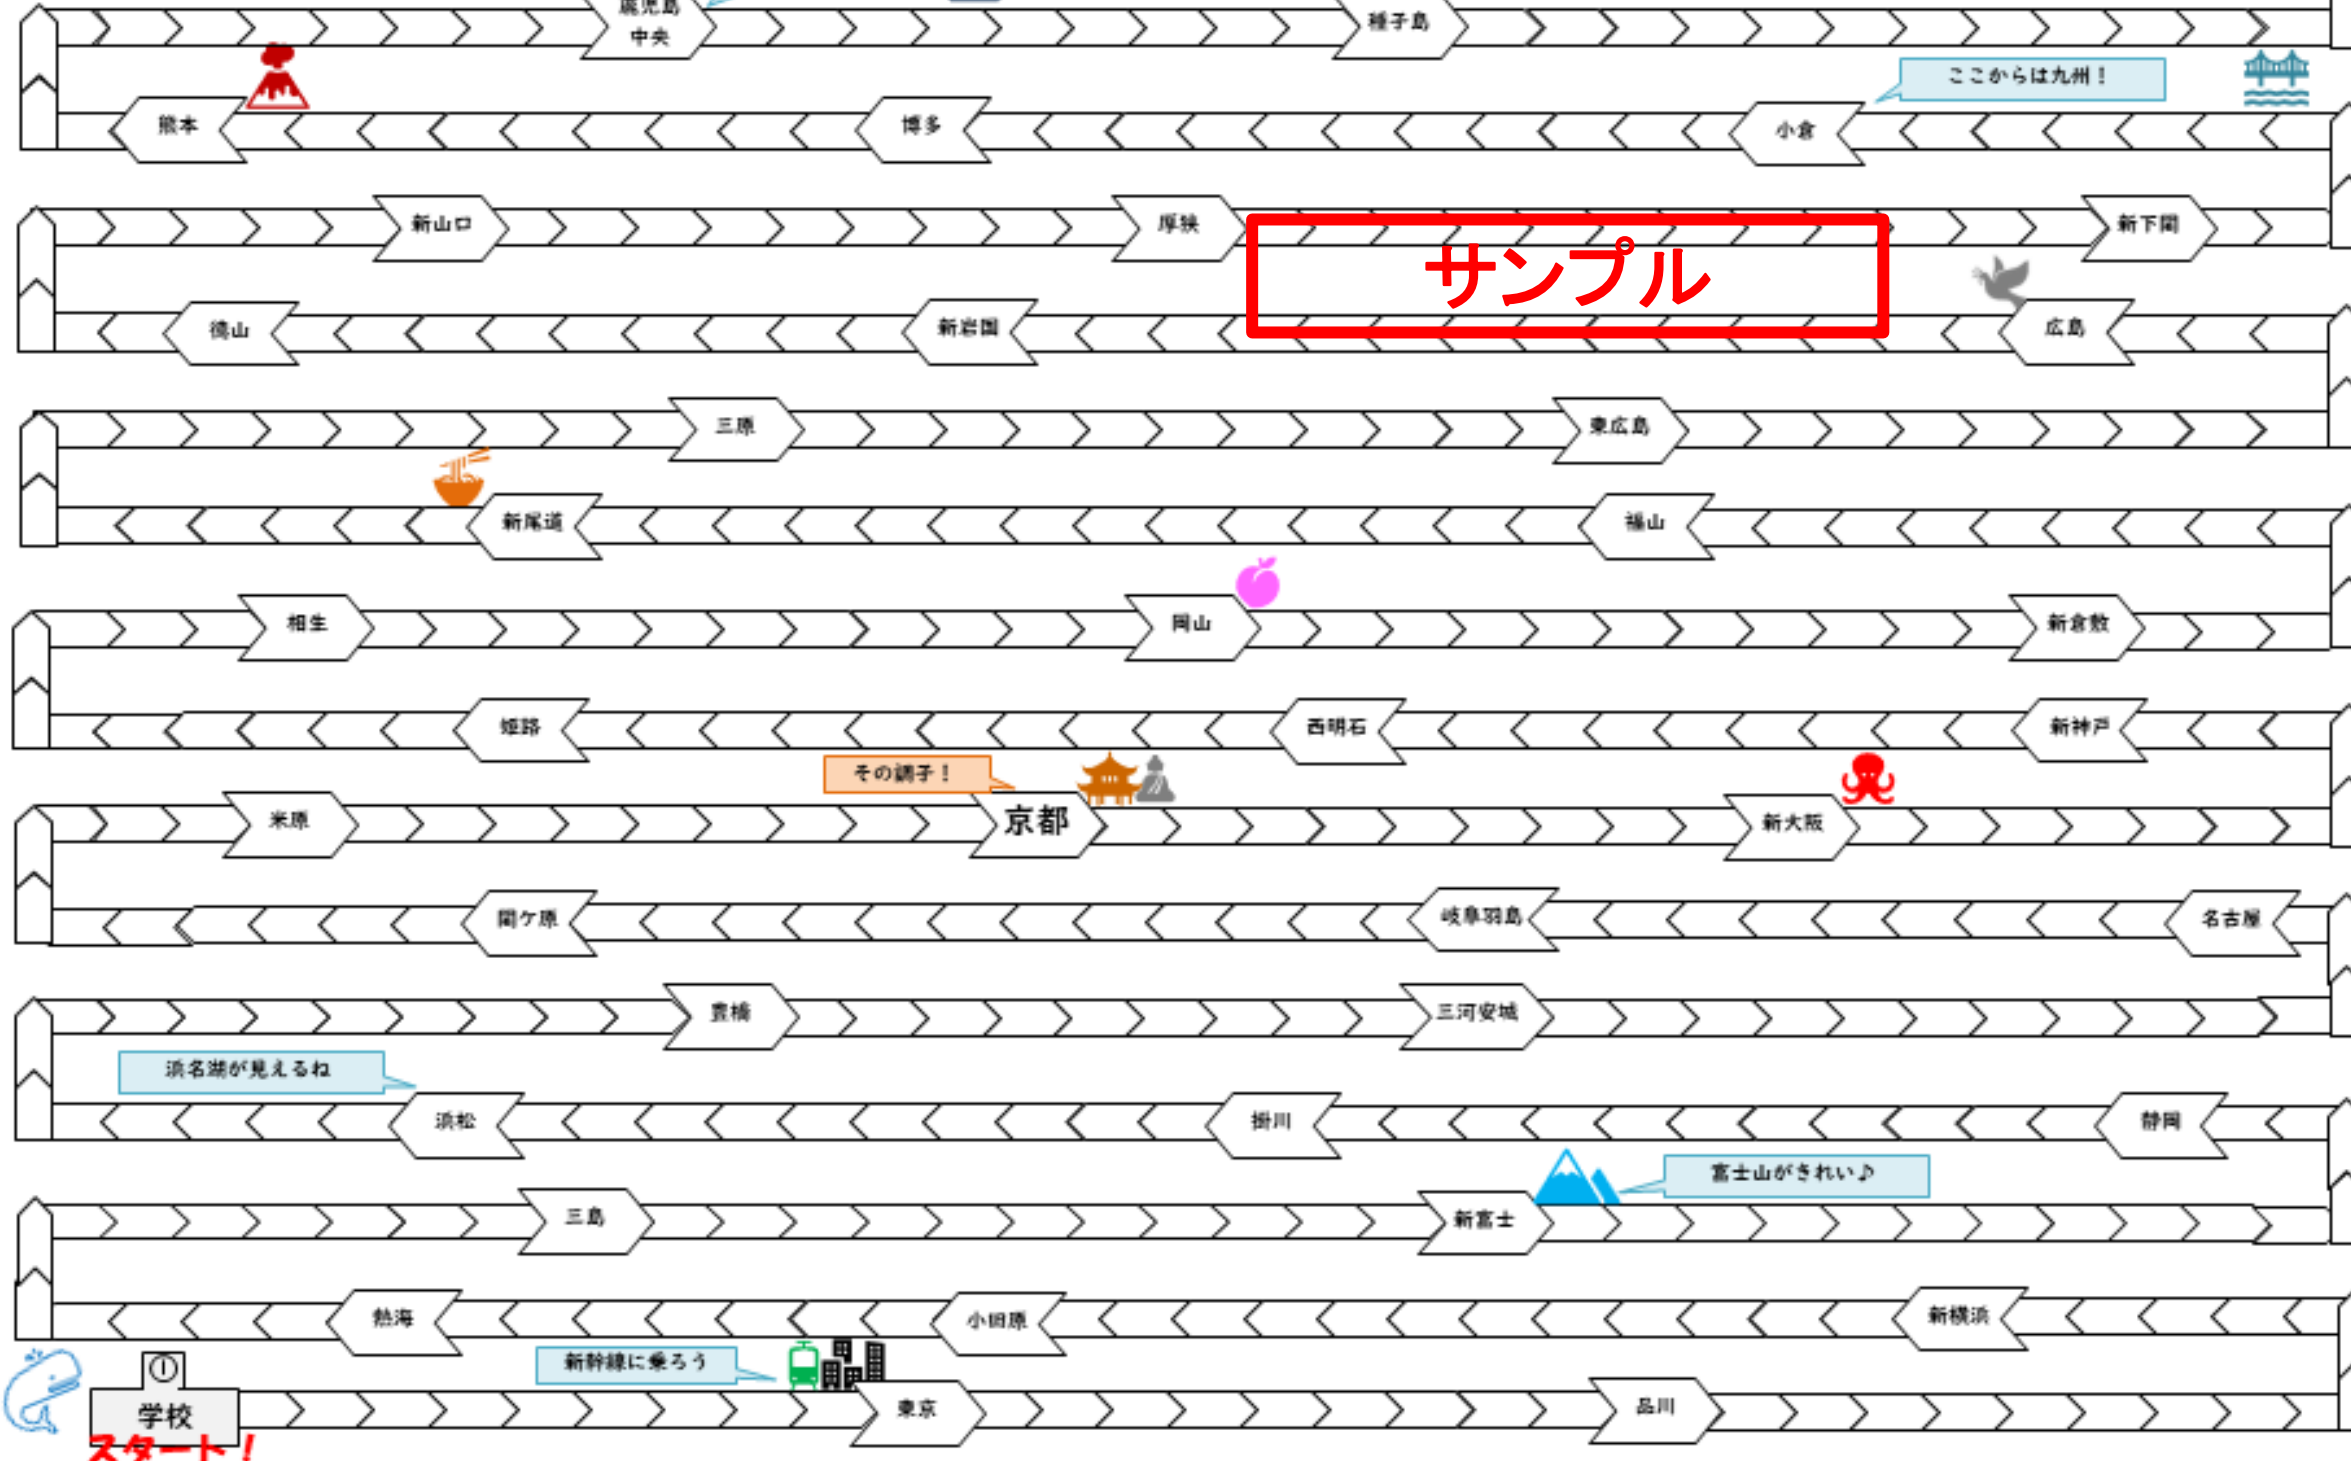 鹿児島
中央
種子島
ここからは九州！
熊本
博多
小倉
新山口
厚狭
新下関
サンプル
徳山
新岩国
広島
三原
東広島
新尾道
福山
相生
岡山
新倉敷
姫路
西明石
新神戸
その調子！
米原
京都
新大阪
関ケ原
岐阜羽島
名古屋
豊橋
三河安城
浜名湖が見えるね
浜松
掛川
静岡
富士山がきれい♪
三島
新富士
熱海
小田原
新横浜
新幹線に乗ろう
学校
東京
品川
スタート！